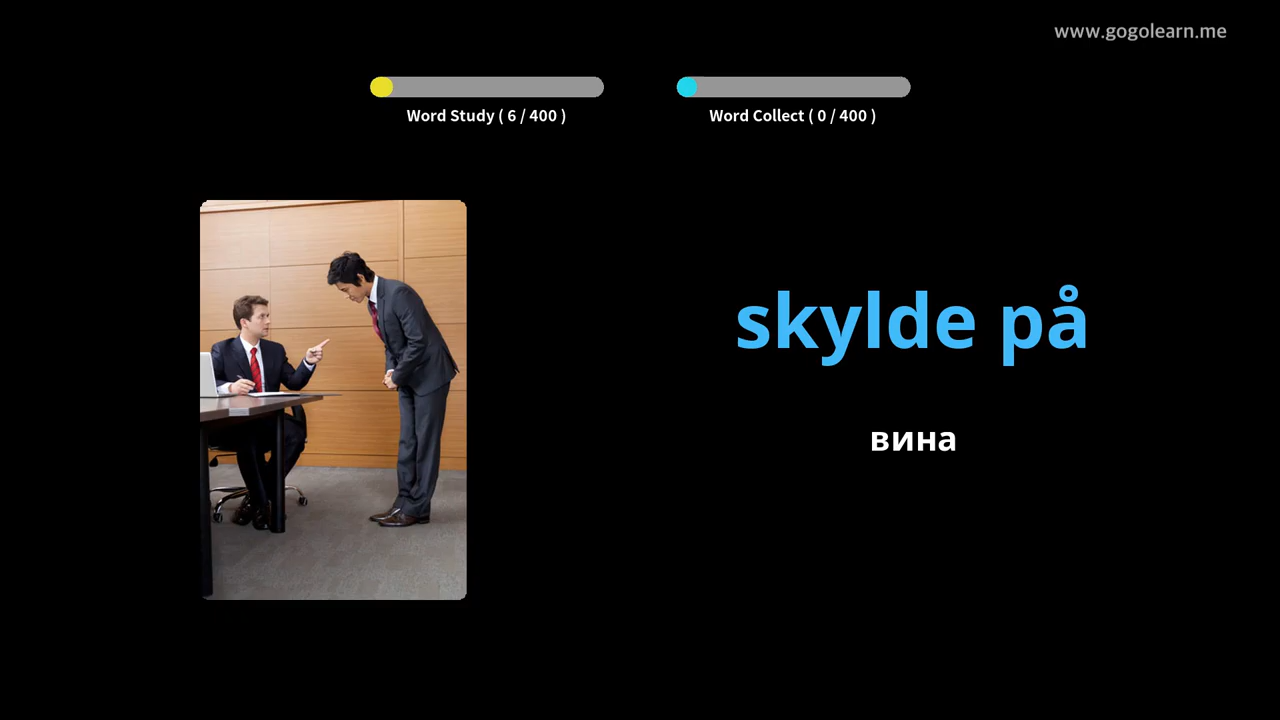 www.gogolearn.me
Word Study ( 6 / 400 )
Word Collect ( 0 / 400 )
skylde på
вина